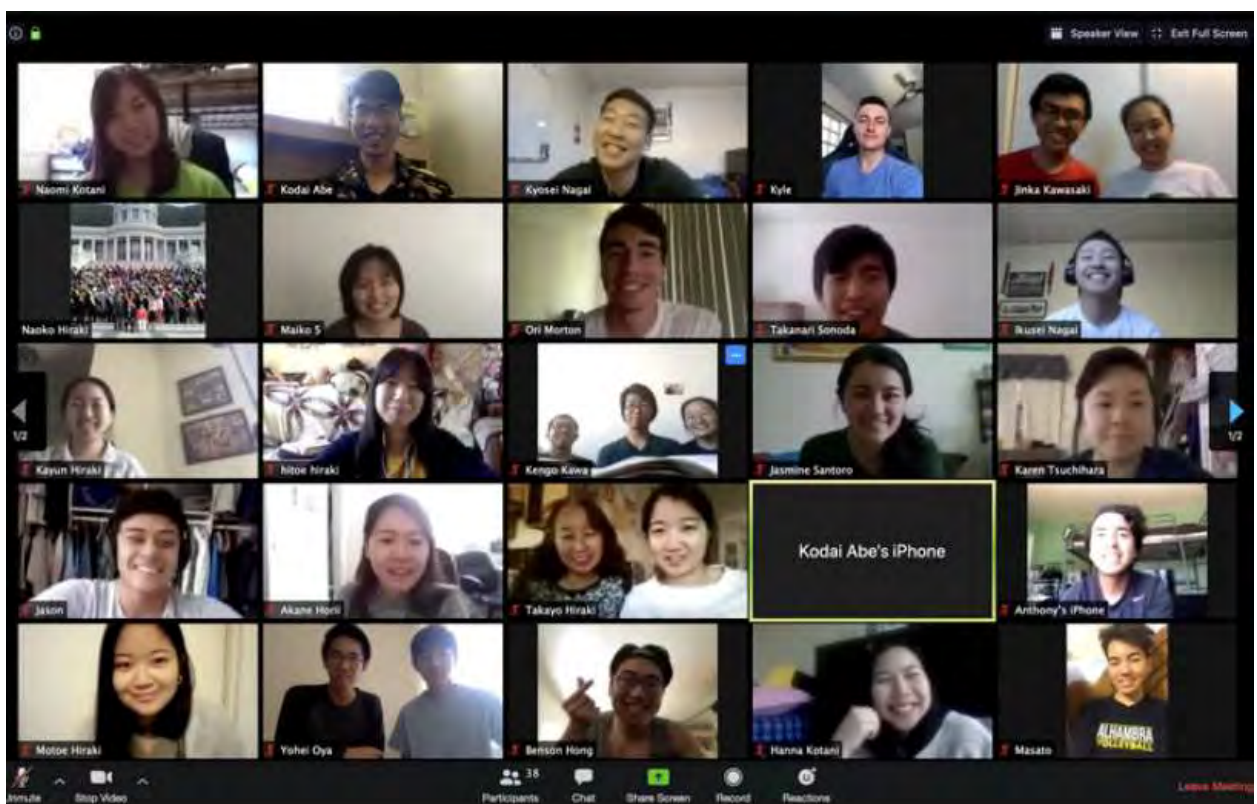 Speaker View
Exit Full Screen
Naomi Kotani
Kodai Abe
Kyosei Nagai
Kyle
Jinka Kawasaki
Naoko Hiraki
Maiko S
Ori Morton
Takanari Sonoda
Ikusei Nagai
1/2
Kayun Hiraki
hitoe hiraki
Kengo Kawa
Jasmine Santoro
Karen Tsuchihara
1/2
Jason
Akane Horii
Takayo Hiraki
Kodai Abe's iPhone
Anthony's iPhone
Motoe Hiraki
Yohei Oya
Benson Hong
Hanna Kotani
ALHAMBRA
VOLLEYBALL
Masato
Unmute
Stop Video
Participants
38
Chat
Share Screen
Record
Reactions
Leave Meeting